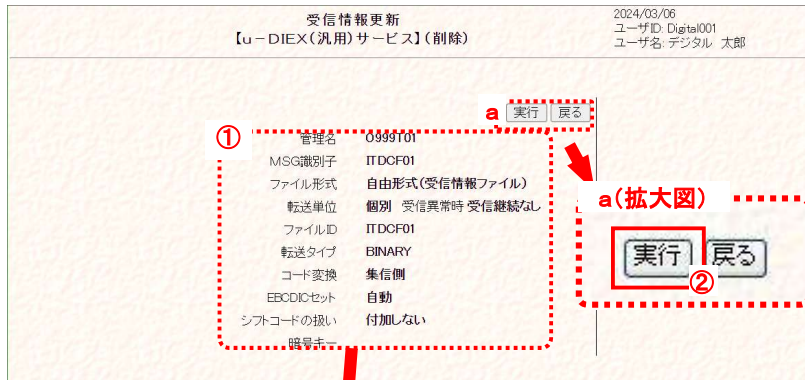 受信情報更新
【u－DIEX(汎用)サービス】(削除)
2024/03/06
ユーザID: Digital001
ユーザ名: デジタル 太郎
a 実行 戻る
①
管理名 O999T01
MSG識別子 ITDCF01
ファイル形式 自由形式(受信情報ファイル)
転送単位 個別 受信異常時 受信継続なし
ファイルID ITDCF01
転送タイプ BINARY
コード変換 集信側
EBCDICセット 自動
シフトコードの扱い 付加しない
暗号キー
a(拡大図)
実行 戻る
②